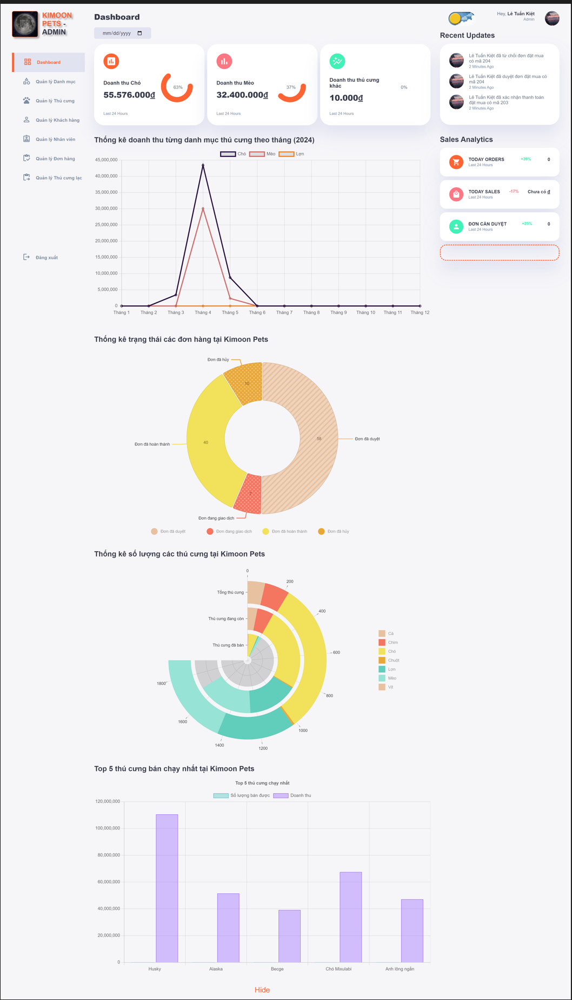 KIMOON
PETS -
ADMIN
Dashboard
Quản lý Danh mục
Quản lý Thú cưng
Quản lý Khách hàng
Quản lý Nhân viên
Quản lý Đơn hàng
Quản lý Thú cưng lạc
Đăng xuất
Dashboard
mm/dd/yyyy
Doanh thu Chó
55.576.000đ
63%
Last 24 Hours
Doanh thu Mèo
32.400.000đ
37%
Last 24 Hours
Doanh thu thú cưng
khác
10.000đ
0%
Last 24 Hours
Hey, Lê Tuấn Kiệt
Admin
Recent Updates
Lê Tuấn Kiệt đã từ chối đơn đặt mua
có mã 204
2 Minutes Ago
Lê Tuấn Kiệt đã duyệt đơn đặt mua có
mã 204
2 Minutes Ago
Lê Tuấn Kiệt đã xác nhận thanh toán
đặt mua có mã 203
2 Minutes Ago
Sales Analytics
TODAY ORDERS +39% 0
Last 24 Hours
TODAY SALES -17% Chưa có đ
Last 24 Hours
ĐƠN CẦN DUYỆT +25% 0
Last 24 Hours
Thống kê doanh thu từng danh mục thú cưng theo tháng (2024)
Chó Mèo Lợn
45,000,000
40,000,000
35,000,000
30,000,000
25,000,000
20,000,000
15,000,000
10,000,000
5,000,000
0
Tháng 1 Tháng 2 Tháng 3 Tháng 4 Tháng 5 Tháng 6 Tháng 7 Tháng 8 Tháng 9 Tháng 10 Tháng 11 Tháng 12
Thống kê trạng thái các đơn hàng tại Kimoon Pets
Đơn đã hủy
10
58
Đơn đã duyệt
40
Đơn đã hoàn thành
7
Đơn đang giao dịch
Đơn đã duyệt Đơn đang giao dịch Đơn đã hoàn thành Đơn đã hủy
Thống kê số lượng các thú cưng tại Kimoon Pets
0
200
400
600
800
1000
1200
1400
1600
1800
Tổng thú cưng
Thú cưng đang còn
Thú cưng đã bán
Cá
Chim
Chó
Chuột
Lợn
Mèo
Vịt
Top 5 thú cưng bán chạy nhất tại Kimoon Pets
Top 5 thú cưng chạy nhất
Số lượng bán được Doanh thu
120,000,000
100,000,000
80,000,000
60,000,000
40,000,000
20,000,000
0
Husky Alaska Becge Chó Mixulabi Anh lông ngắn
Hide